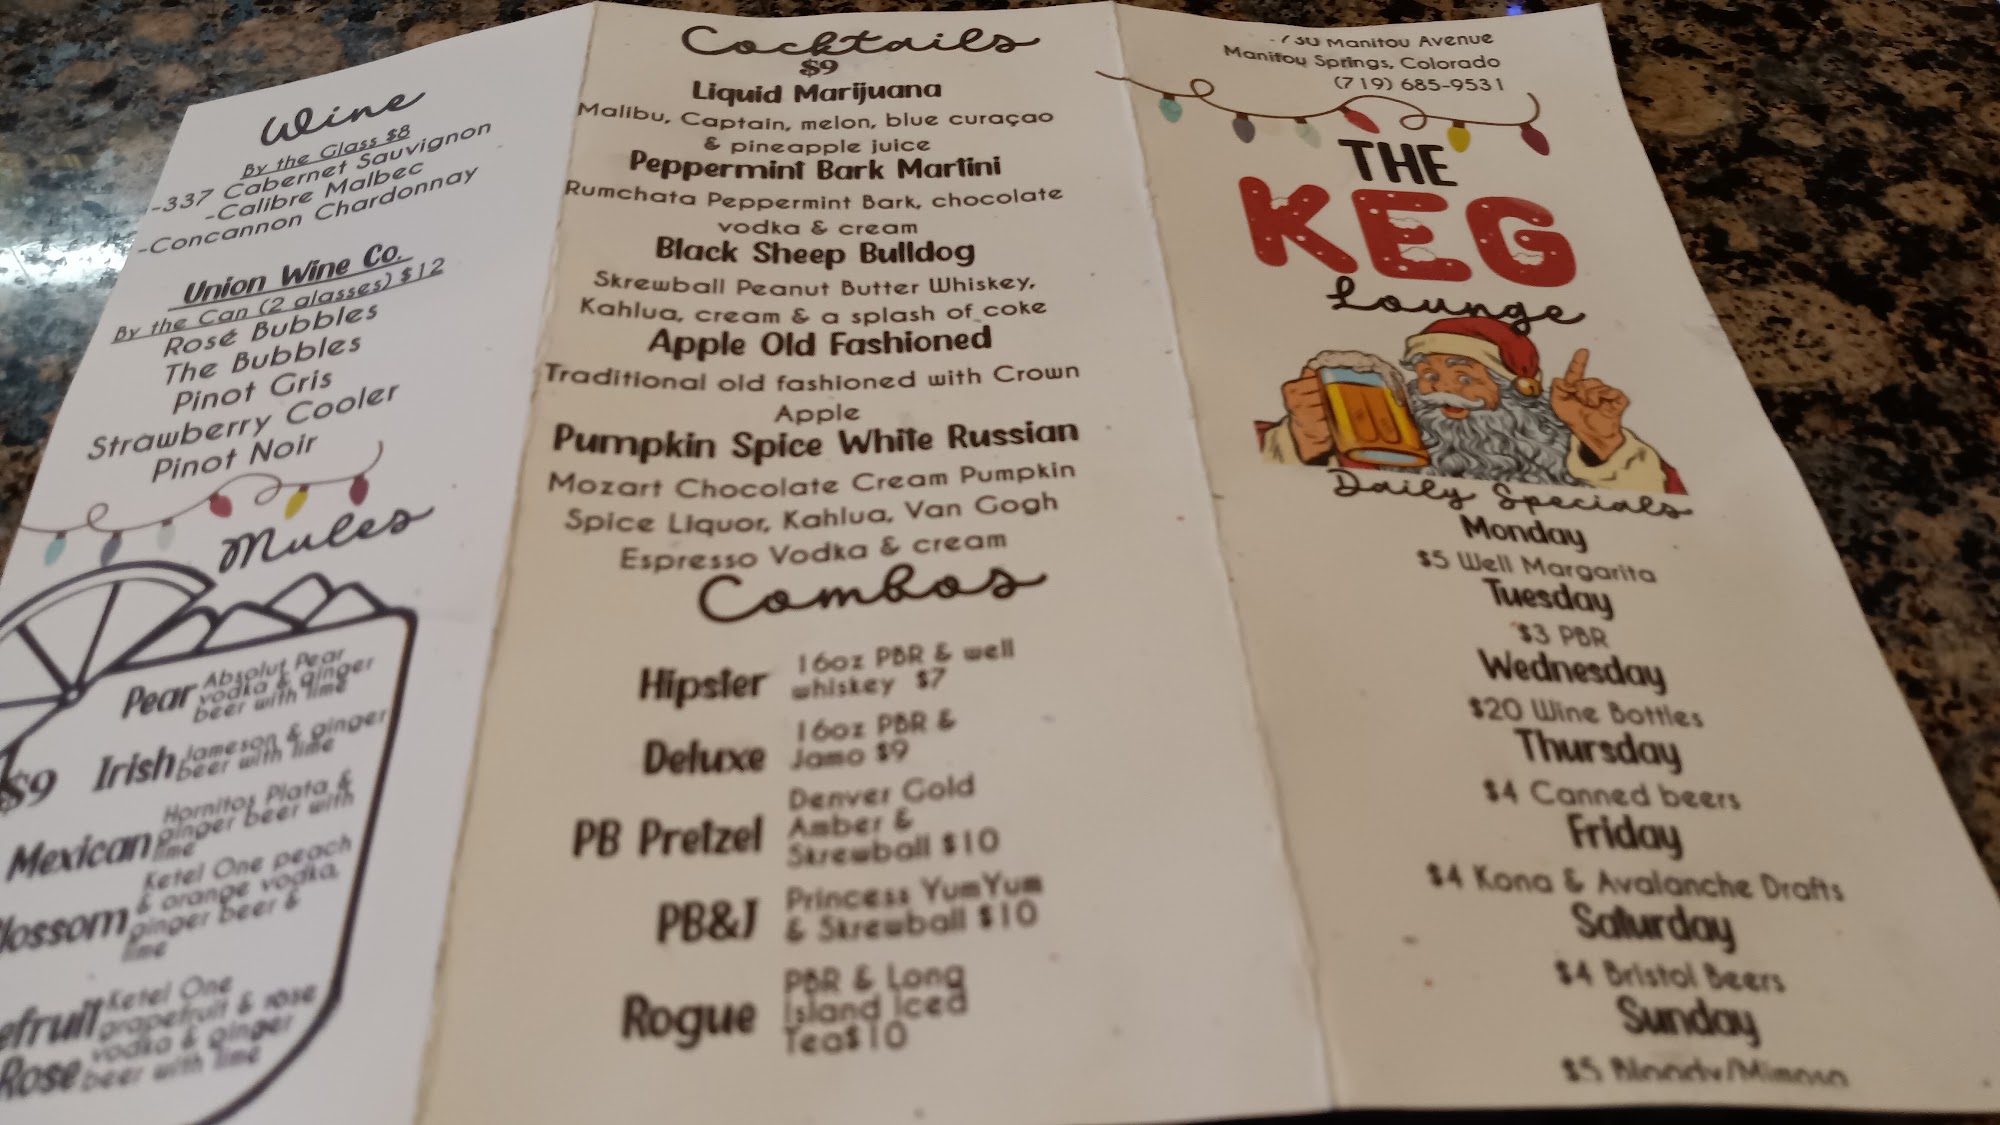 Wine
By the Glass $8
-337 Cabernet Sauvignon
-Calibre Malbec
-Concannon Chardonnay
Union Wine Co.
By the Can (2 glasses) $12
Rosé Bubbles
The Bubbles
Pinot Gris
Strawberry Cooler
Pinot Noir
Mules
$9
Pear Absolut Pear
vodka & ginger
beer with lime
Irish Jameson & ginger
beer with lime
Mexican Hornitos Plata &
ginger beer with
lime
lossom Ketel One peach
& orange vodka,
ginger beer &
lime
efruit Ketel One
grapefruit & rose
Rose vodka & ginger
beer with lime
Cocktails
$9
Liquid Marijuana
Malibu, Captain, melon, blue curaçao
& pineapple juice
Peppermint Bark Martini
Rumchata Peppermint Bark, chocolate
vodka & cream
Black Sheep Bulldog
Skrewball Peanut Butter Whiskey,
Kahlua, cream & a splash of coke
Apple Old Fashioned
Traditional old fashioned with Crown
Apple
Pumpkin Spice White Russian
Mozart Chocolate Cream Pumpkin
Spice Liquor, Kahlua, Van Gogh
Espresso Vodka & cream
Combos
Hipster 16oz PBR & well
whiskey $7
Deluxe 16oz PBR &
Jamo $9
PB Pretzel Denver Gold
Amber &
Skrewball $10
PB&J Princess YumYum
& Skrewball $10
Rogue PBR & Long
Island Iced
Tea$10
730 Manitou Avenue
Manitou Springs, Colorado
(719) 685-9531
THE
KEG
Lounge
Daily Specials
Monday
$5 Well Margarita
Tuesday
$3 PBR
Wednesday
$20 Wine Bottles
Thursday
$4 Canned beers
Friday
$4 Kona & Avalanche Drafts
Saturday
$4 Bristol Beers
Sunday
$5 Bloody/Mimosa